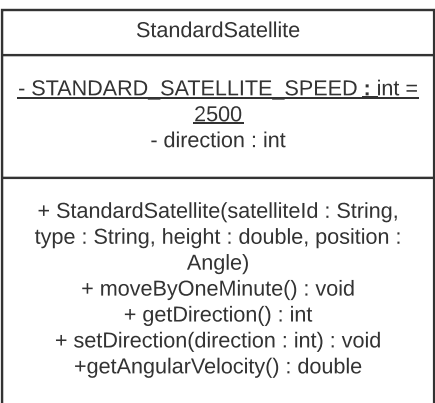 StandardSatellite
- STANDARD_SATELLITE_SPEED : int =
2500
- direction : int
+ StandardSatellite(satelliteId : String,
type : String, height : double, position :
Angle)
+ moveByOneMinute() : void
+ getDirection() : int
+ setDirection(direction : int) : void
+getAngularVelocity() : double